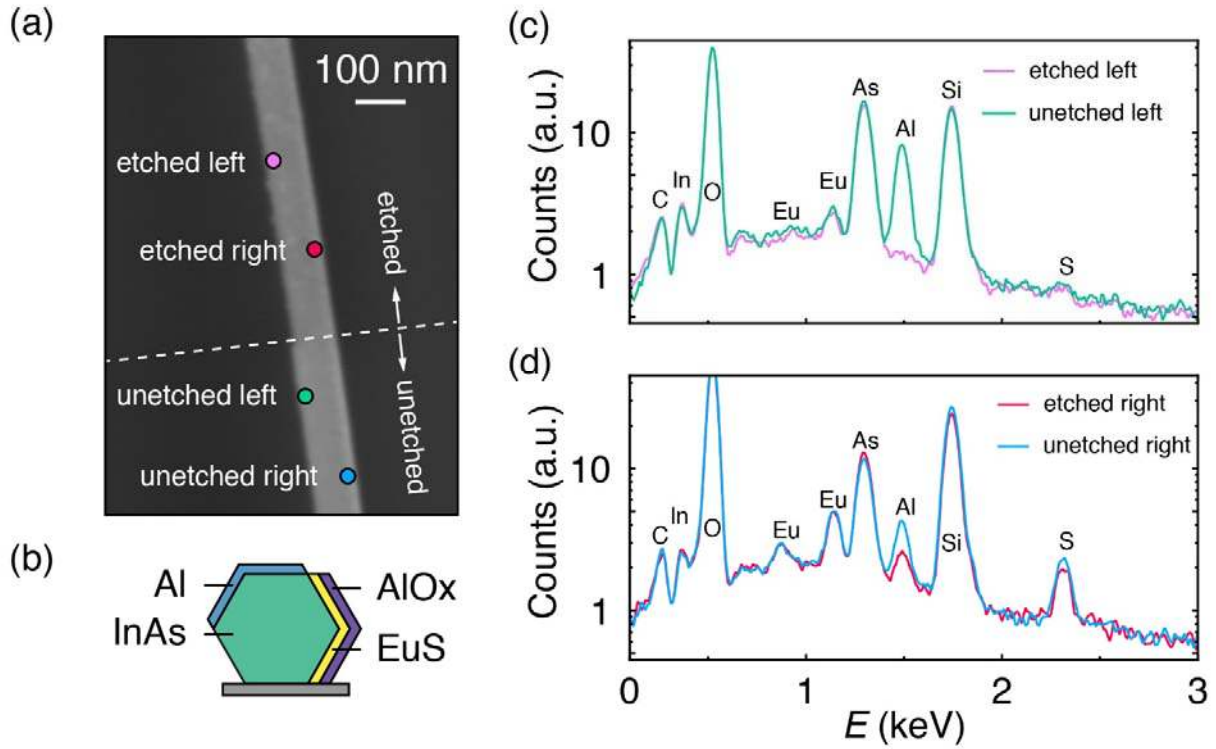 (a)
100 nm
etched left
etched right
etched
unetched
unetched left
unetched right
(b)
Al
InAs
AlOx
EuS
(c)
Counts (a.u.)
10
1
C
In
O
Eu
Eu
As
Al
Si
S
etched left
unetched left
(d)
Counts (a.u.)
10
1
C
In
O
Eu
Eu
As
Al
Si
S
etched right
unetched right
0
1
2
3
E (keV)